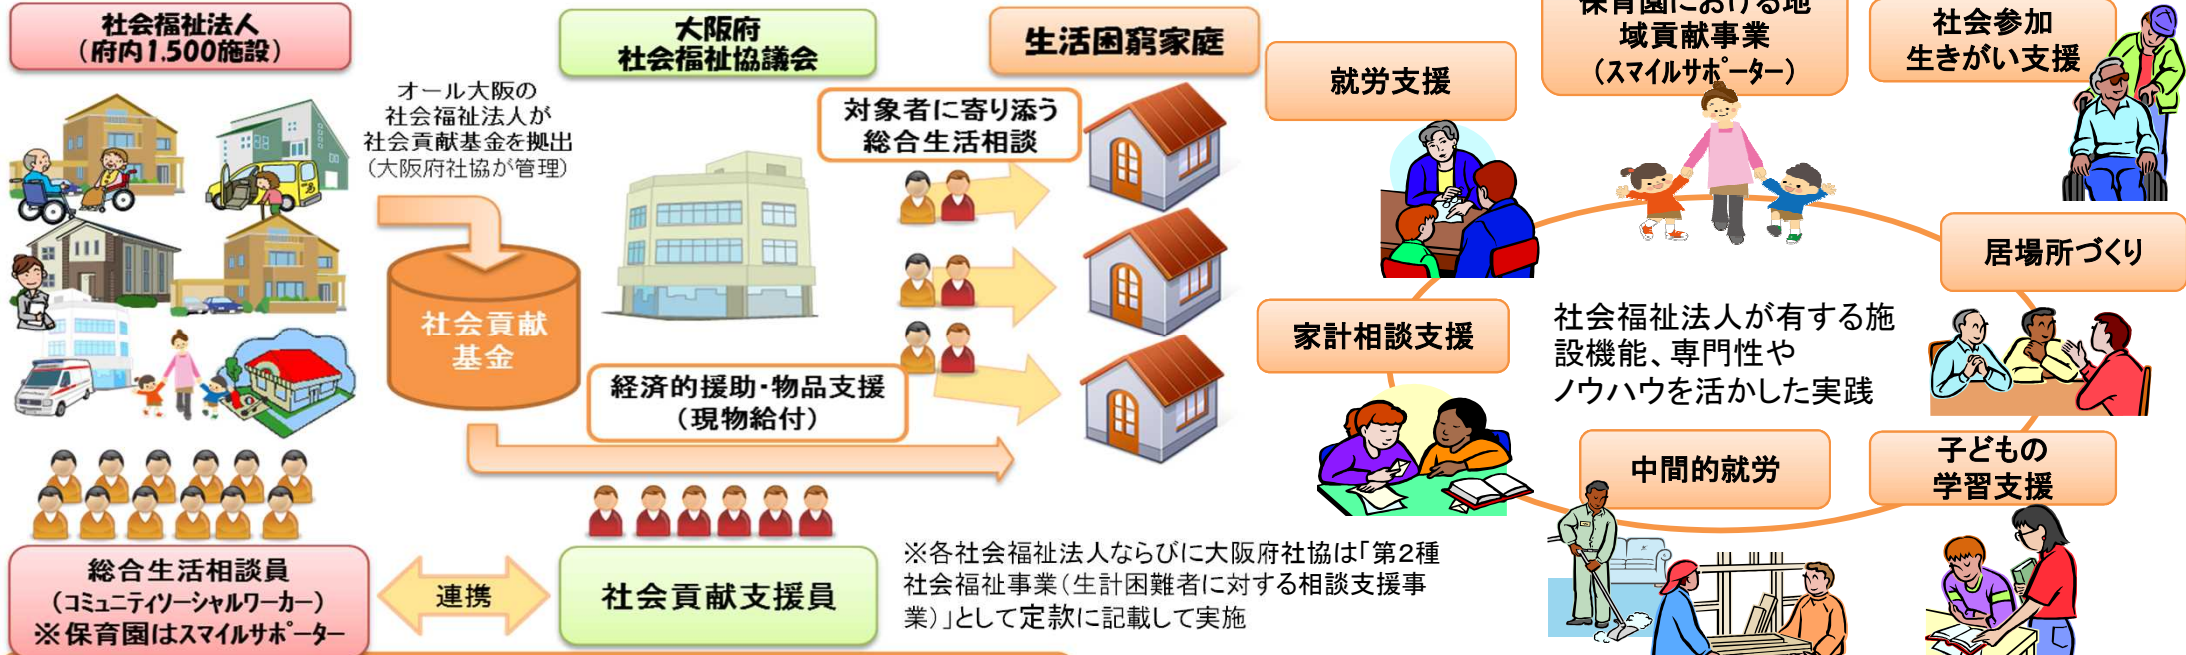 社会福祉法人
（府内1.500施設）
オール大阪の
社会福祉法人が
社会貢献基金を拠出
（大阪府社協が管理）
大阪府
社会福祉協議会
生活困窮家庭
対象者に寄り添う
総合生活相談
社会貢献
基金
経済的援助・物品支援
（現物給付）
総合生活相談員
（コミュニティソーシャルワーカー）
※保育園はスマイルサポーター
連携
社会貢献支援員
※各社会福祉法人ならびに大阪府社協は「第2種
社会福祉事業（生計困難者に対する相談支援事
業）」として定款に記載して実施
就労支援
保育園における地
域貢献事業
（スマイルサポーター）
社会参加
生きがい支援
居場所づくり
家計相談支援
社会福祉法人が有する施
設機能、専門性や
ノウハウを活かした実践
中間的就労
子どもの
学習支援